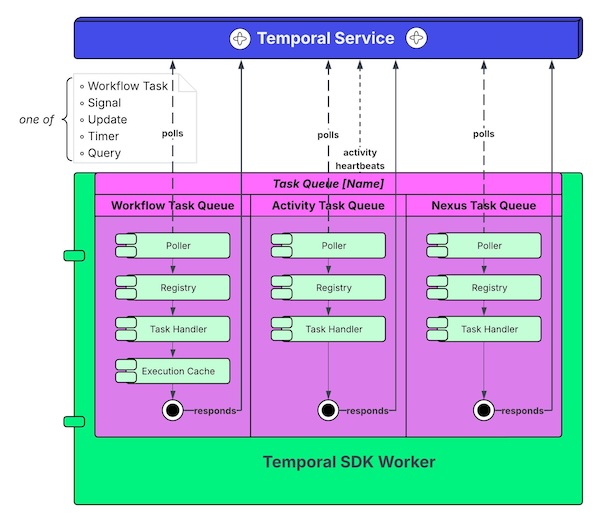 Temporal Service
one of
Workflow Task
Signal
Update
Timer
Query
polls
polls
activity
heartbeats
polls
Task Queue [Name]
Workflow Task Queue
Activity Task Queue
Nexus Task Queue
Poller
Poller
Poller
Registry
Registry
Registry
Task Handler
Task Handler
Task Handler
Execution Cache
responds
responds
responds
Temporal SDK Worker